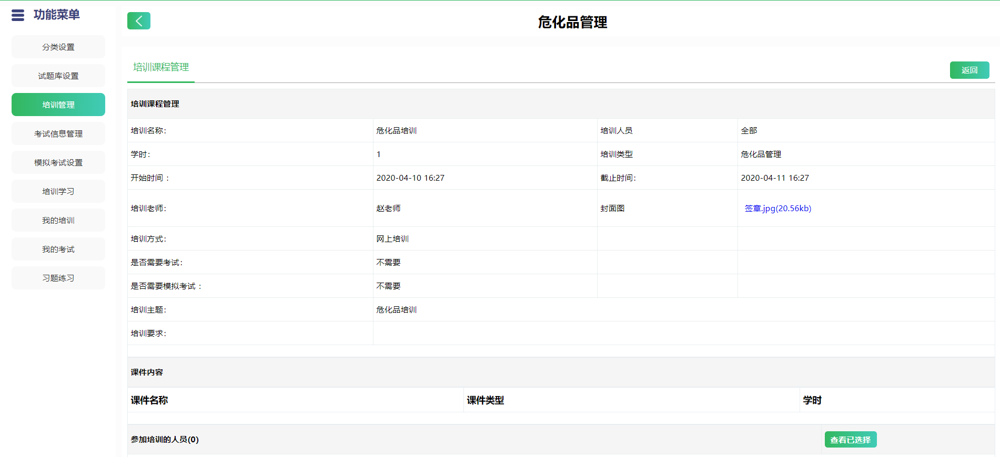 功能菜单
危化品管理
分类设置
试题库设置
培训管理
考试信息管理
模拟考试设置
培训学习
我的培训
我的考试
习题练习
培训课程管理
返回
培训课程管理
培训名称： 危化品培训 培训人员 全部
学时： 1 培训类型 危化品管理
开始时间 ： 2020-04-10 16:27 截止时间： 2020-04-11 16:27
培训老师： 赵老师 封面图 签章.jpg(20.56kb)
培训方式： 网上培训
是否需要考试： 不需要
是否需要模拟考试 ： 不需要
培训主题： 危化品培训
培训要求：
课件内容
课件名称 课件类型 学时
参加培训的人员(0) 查看已选择